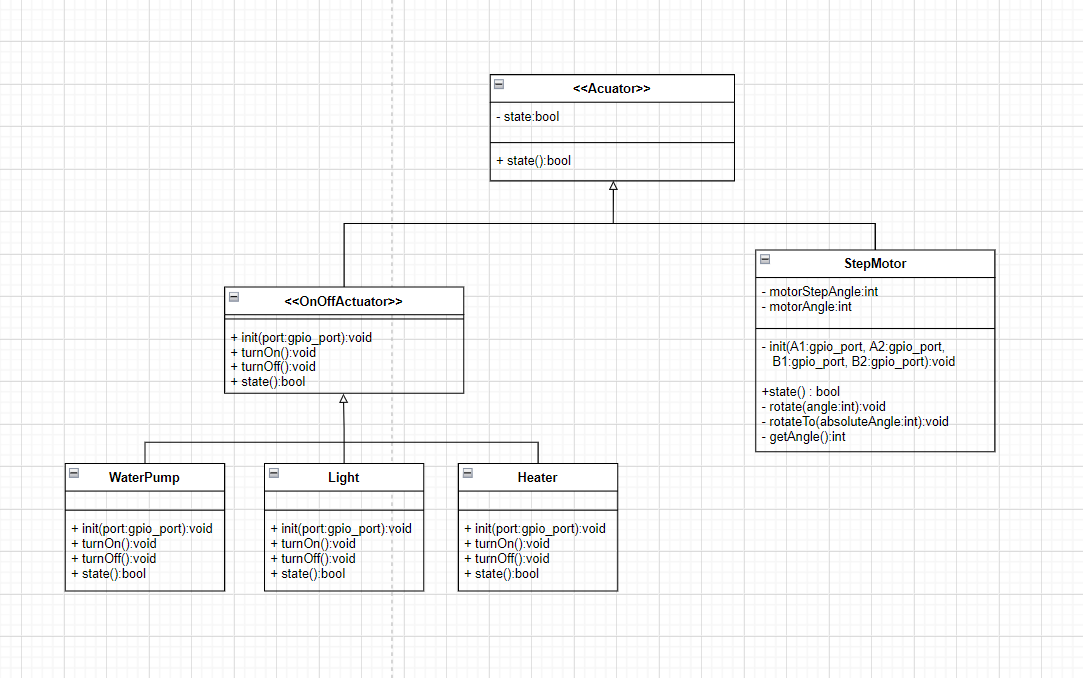 <<Acuator>>
- state:bool
+ state():bool
<<OnOffActuator>>
+ init(port:gpio_port):void
+ turnOn():void
+ turnOff():void
+ state():bool
StepMotor
- motorStepAngle:int
- motorAngle:int
- init(A1:gpio_port, A2:gpio_port,
B1:gpio_port, B2:gpio_port):void
+state() : bool
- rotate(angle:int):void
- rotateTo(absoluteAngle:int):void
- getAngle():int
WaterPump
+ init(port:gpio_port):void
+ turnOn():void
+ turnOff():void
+ state():bool
Light
+ init(port:gpio_port):void
+ turnOn():void
+ turnOff():void
+ state():bool
Heater
+ init(port:gpio_port):void
+ turnOn():void
+ turnOff():void
+ state():bool